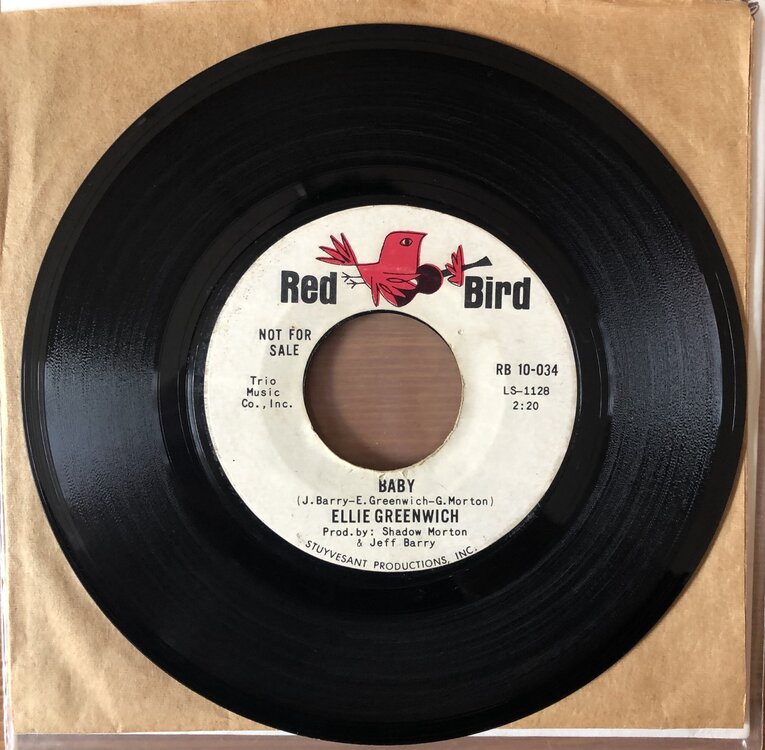 Red Bird
NOT FOR
SALE
RB 10-034
Trio
Music
Co., Inc.
LS-1128
2:20
BABY
(J. Barry-E. Greenwich-G. Morton)
ELLIE GREENWICH
Prod. by: Shadow Morton
& Jeff Barry
STUYVESANT PRODUCTIONS, INC.